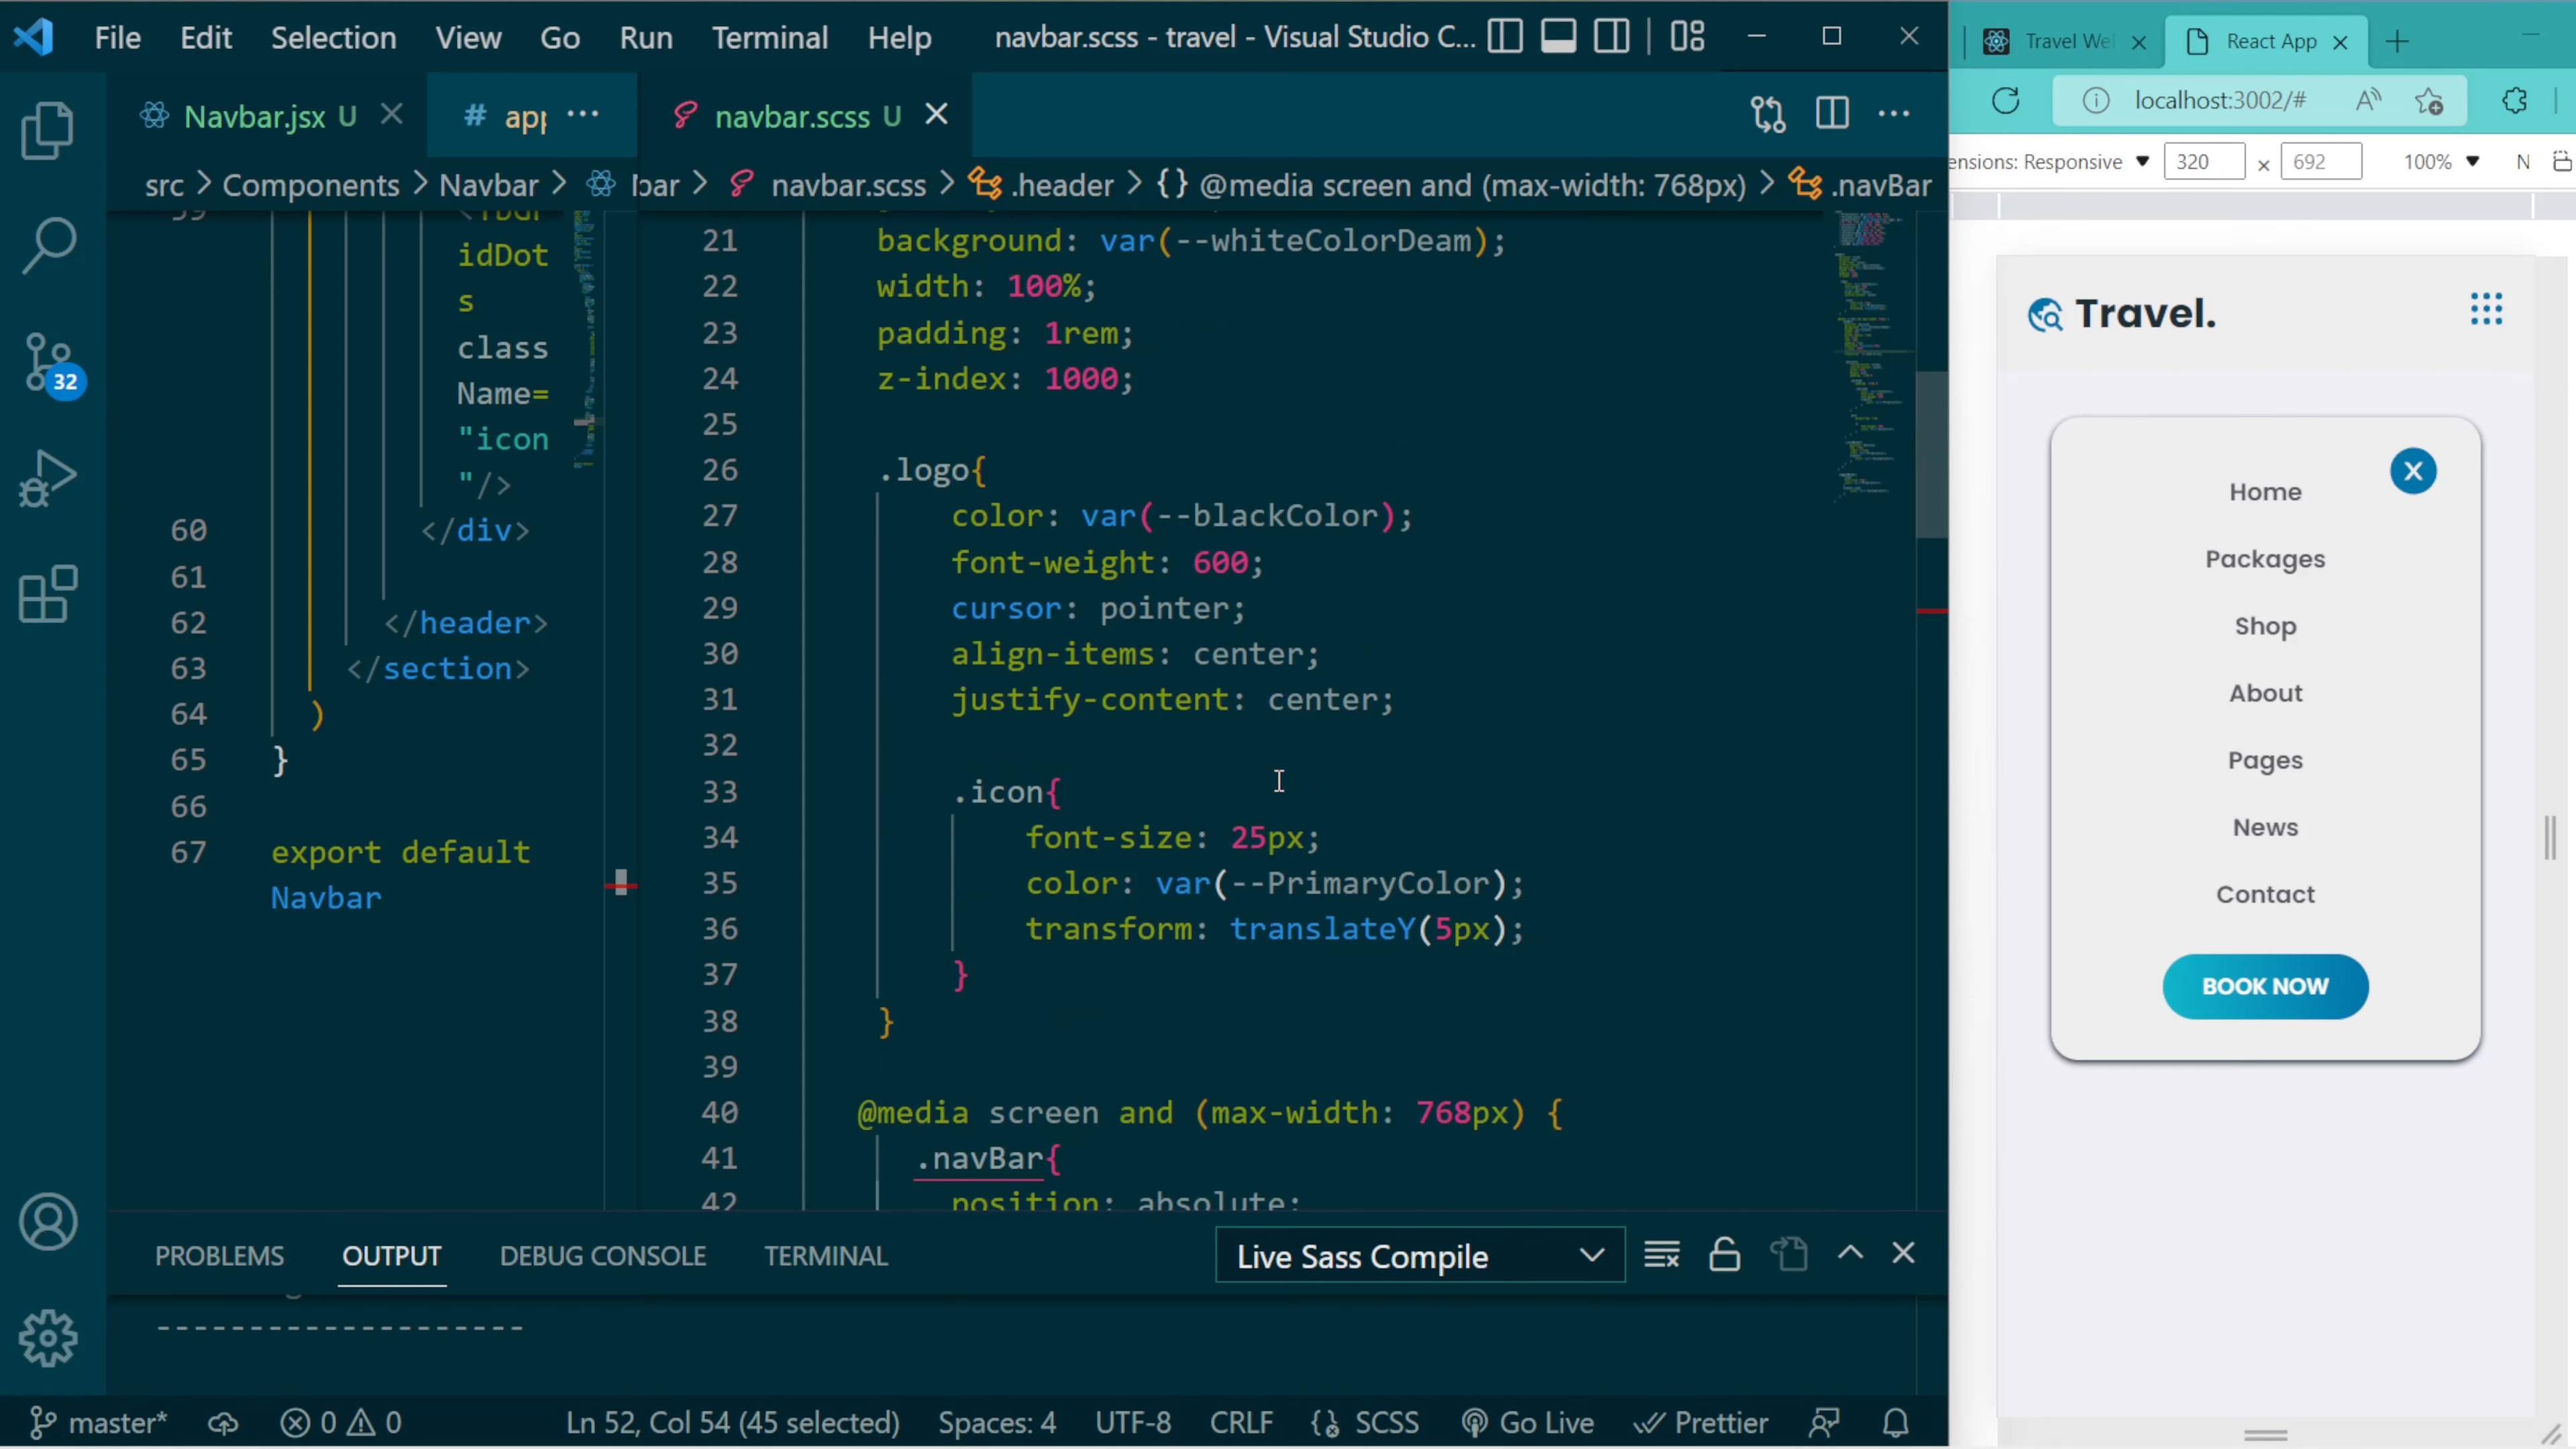 File Edit Selection View Go Run Terminal Help navbar.scss - travel - Visual Studio C...
Navbar.jsx U
# app ...
navbar.scss U
src > Components > Navbar >
bar > navbar.scss > .header > {} @media screen and (max-width: 768px) > .navBar
59
idDot
s
class
Name=
"icon
"/>
60 </div>
61
62 </header>
63 </section>
64 )
65 }
66
67 export default
Navbar
21 background: var(--whiteColorDeam);
22 width: 100%;
23 padding: 1rem;
24 z-index: 1000;
25
26 .logo{
27 color: var(--blackColor);
28 font-weight: 600;
29 cursor: pointer;
30 align-items: center;
31 justify-content: center;
32
33 .icon{
34 font-size: 25px;
35 color: var(--PrimaryColor);
36 transform: translateY(5px);
37 }
38 }
39
40 @media screen and (max-width: 768px) {
41 .navBar{
42 position: absolute;
32
PROBLEMS OUTPUT DEBUG CONSOLE TERMINAL Live Sass Compile
--------------------
master* 0 0 Ln 52, Col 54 (45 selected) Spaces: 4 UTF-8 CRLF SCSS Go Live Prettier
Travel We
React App
localhost:3002/#
ensions: Responsive 320 × 692 100% N
Travel.
X
Home
Packages
Shop
About
Pages
News
Contact
BOOK NOW